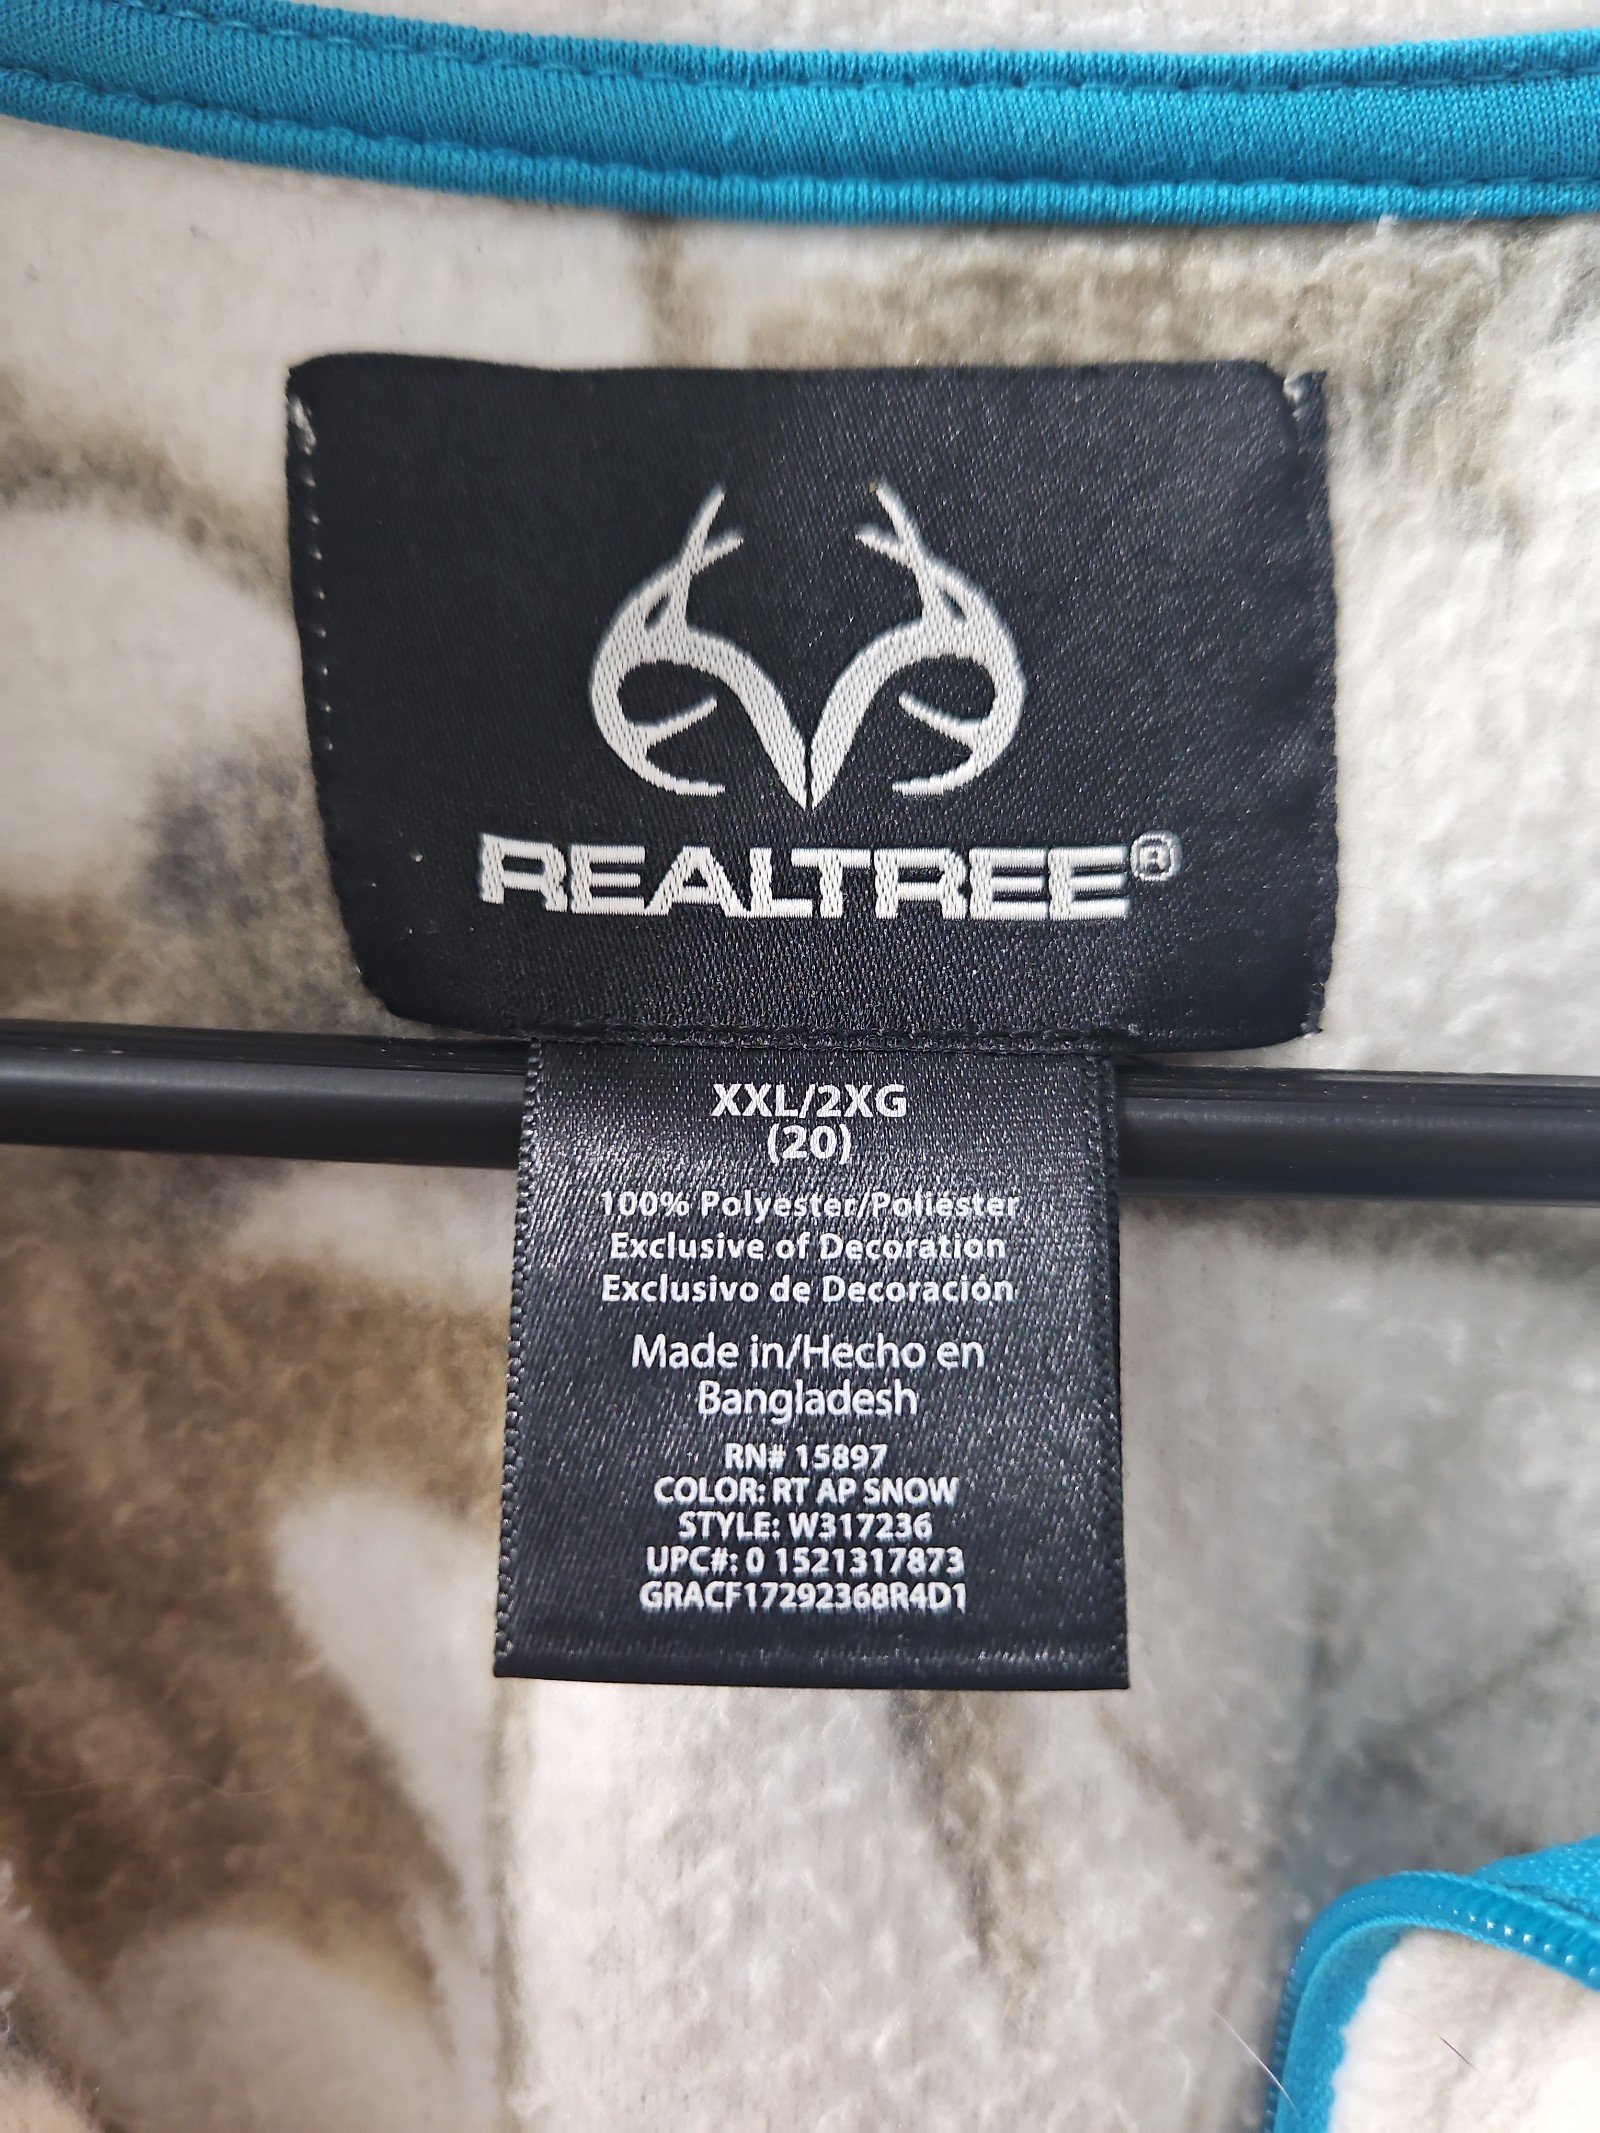 REALTREE®
XXL/2XG
(20)
100% Polyester/Poliéster
Exclusive of Decoration
Exclusivo de Decoración
Made in/Hecho en
Bangladesh
RN# 15897
COLOR: RT AP SNOW
STYLE: W317236
UPC#: 0 1521317873
GRACF17292368R4D1